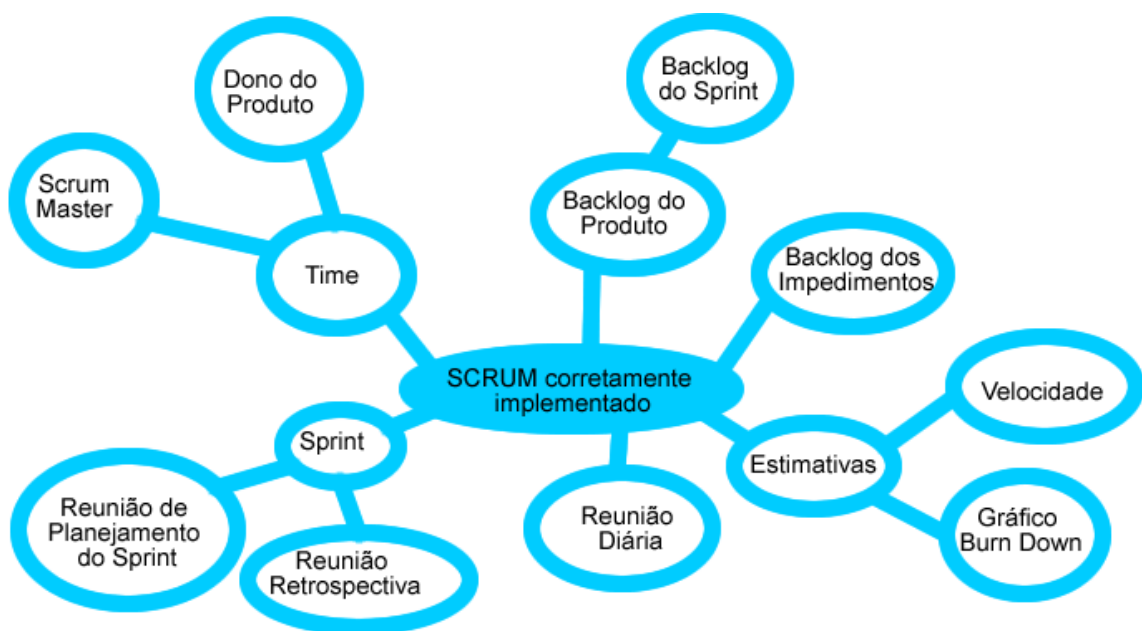 Dono do
Produto
Scrum
Master
Time
Backlog
do Sprint
Backlog do
Produto
Backlog dos
Impedimentos
SCRUM corretamente
implementado
Velocidade
Estimativas
Gráfico
Burn Down
Reunião
Diária
Sprint
Reunião de
Planejamento
do Sprint
Reunião
Retrospectiva